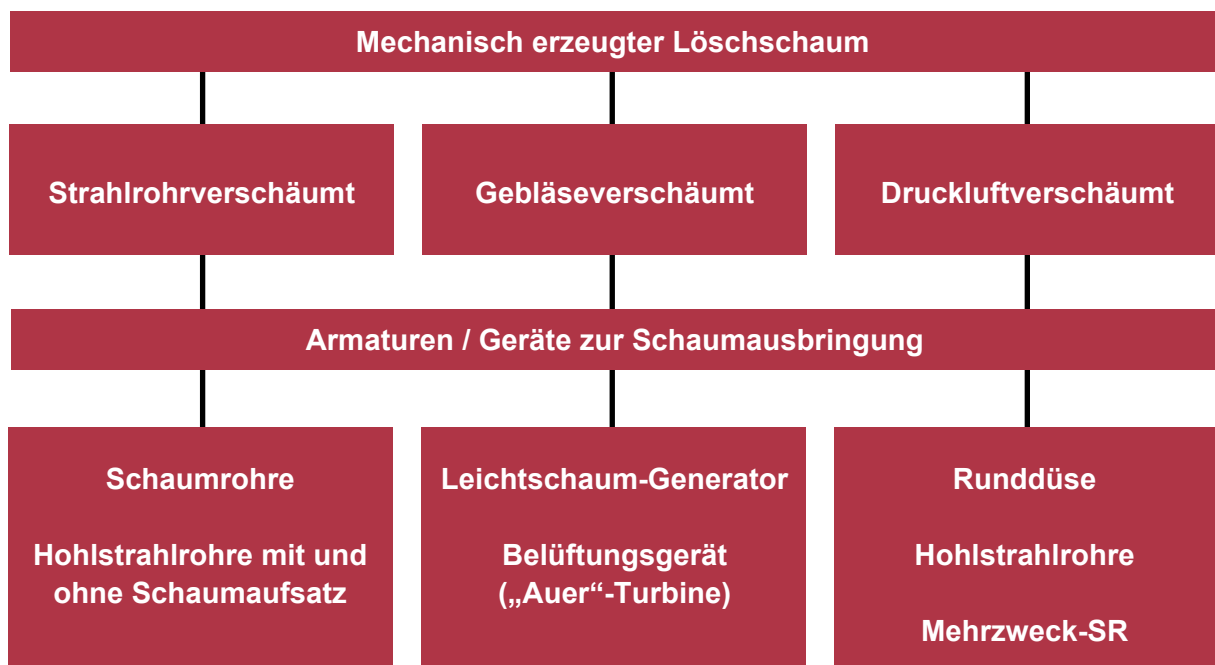 Mechanisch erzeugter Löschschaum
Strahlrohrverschäumt
Gebläseverschäumt
Druckluftverschäumt
Armaturen / Geräte zur Schaumausbringung
Schaumrohre
Hohlstrahlrohre mit und
ohne Schaumaufsatz
Leichtschaum-Generator
Belüftungsgerät
(„Auer“-Turbine)
Runddüse
Hohlstrahlrohre
Mehrzweck-SR